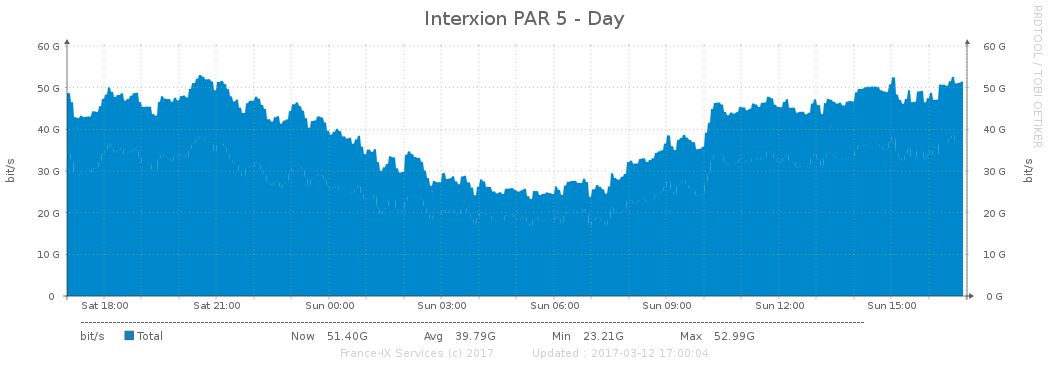 Interxion PAR 5 - Day
RRDTOOL / TOBI OETIKER
60 G 60 G
50 G 50 G
40 G 40 G
30 G 30 G
20 G 20 G
10 G 10 G
0 0 G
bit/s
bit/s
Sat 18:00 Sat 21:00 Sun 00:00 Sun 03:00 Sun 06:00 Sun 09:00 Sun 12:00 Sun 15:00
bit/s Total Now 51.40G Avg 39.79G Min 23.21G Max 52.99G
France-IX Services (c) 2017 Updated : 2017-03-12 17:00:04